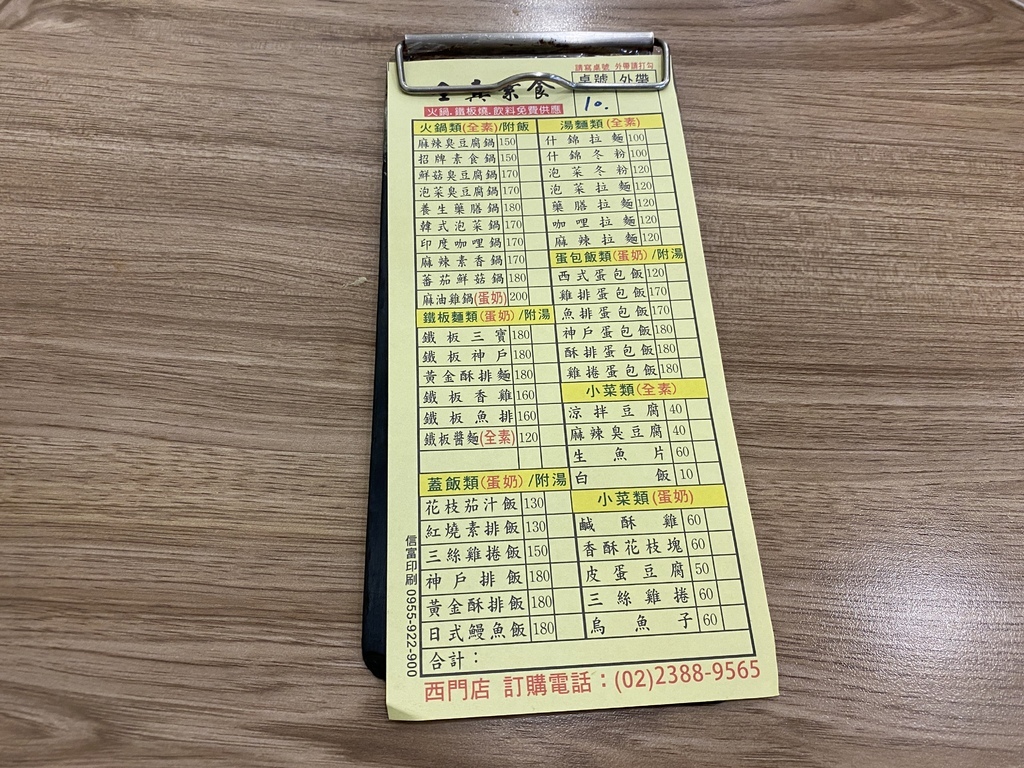 請寫桌號 外帶請打勾
全真素食 桌號 外帶
10.
火鍋.鐵板燒.飲料免費供應
火鍋類(全素)/附飯
麻辣臭豆腐鍋 150
招牌素食鍋 150
鮮菇臭豆腐鍋 170
泡菜臭豆腐鍋 170
養生藥膳鍋 180
韓式泡菜鍋 170
印度咖哩鍋 170
麻辣素香鍋 170
蕃茄鮮菇鍋 180
麻油雞鍋(蛋奶) 200
鐵板麵類(蛋奶)/附湯
鐵板三寶 180
鐵板神戶 180
黃金酥排麵 180
鐵板香雞 160
鐵板魚排 160
鐵板醬麵(全素) 120
蓋飯類(蛋奶)/附湯
花枝茄汁飯 130
紅燒素排飯 130
三絲雞捲飯 150
神戶排飯 180
黃金酥排飯 180
日式鰻魚飯 180
湯麵類(全素)
什錦拉麵 100
什錦冬粉 100
泡菜冬粉 120
泡菜拉麵 120
藥膳拉麵 120
咖哩拉麵 120
麻辣拉麵 120
蛋包飯類(蛋奶)/附湯
西式蛋包飯 120
雞排蛋包飯 170
魚排蛋包飯 170
神戶蛋包飯 180
酥排蛋包飯 180
雞捲蛋包飯 180
小菜類(全素)
涼拌豆腐 40
麻辣臭豆腐 40
生魚片 60
白飯 10
小菜類(蛋奶)
鹹酥雞 60
香酥花枝塊 60
皮蛋豆腐 50
三絲雞捲 60
烏魚子 60
合計：
西門店 訂購電話：(02)2388-9565
信富印刷 0955-922-900